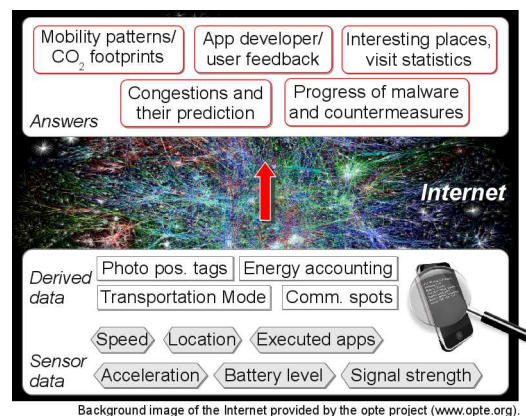 Mobility patterns/
CO2 footprints
App developer/
user feedback
Interesting places,
visit statistics
Congestions and
their prediction
Progress of malware
and countermeasures
Answers
Internet
Derived
data
Photo pos. tags
Energy accounting
Transportation Mode
Comm. spots
Sensor
data
Speed
Location
Executed apps
Acceleration
Battery level
Signal strength
Background image of the Internet provided by the opte project (www.opte.org).